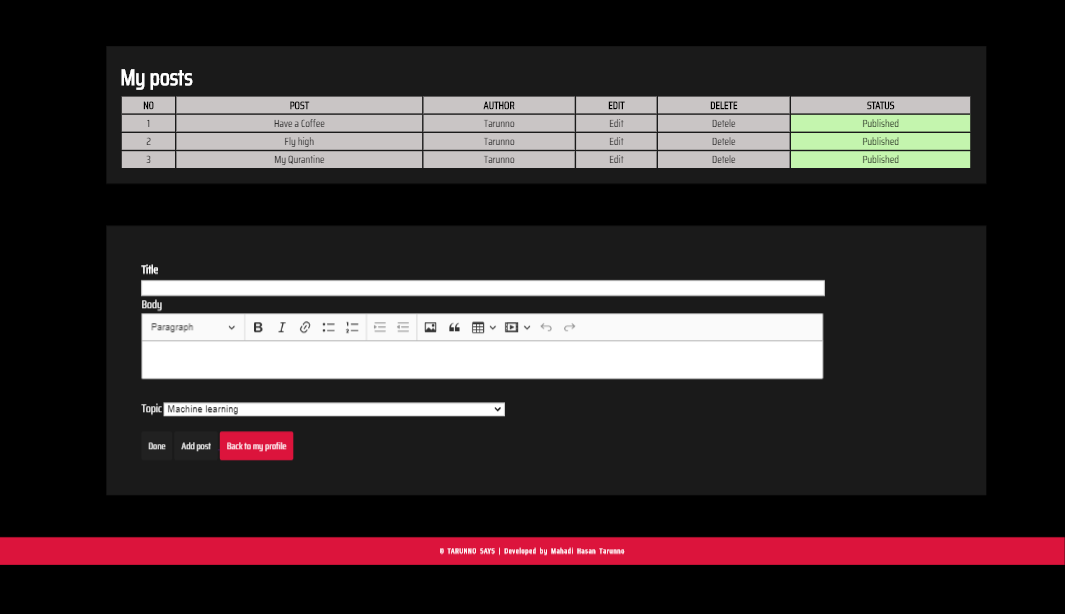 My posts
NO POST AUTHOR EDIT DELETE STATUS
1 Have a Coffee Tarunno Edit Detele Published
2 Fly high Tarunno Edit Detele Published
3 My Qurantine Tarunno Edit Detele Published
Title
Body
Paragraph
Topic Machine learning
Done Add post Back to my profile
© TARUNNO SAYS | Developed by Mahadi Hasan Tarunno